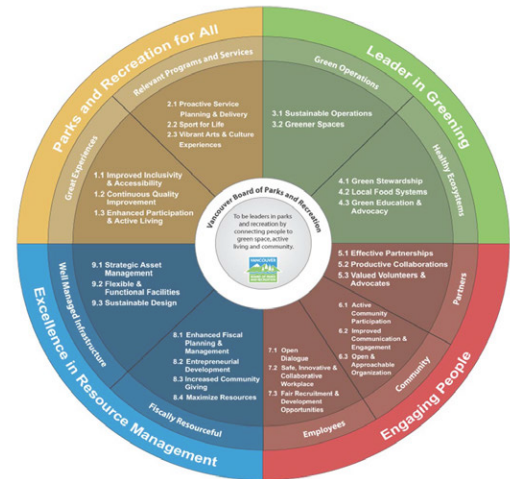 Parks and Recreation for All
Relevant Programs and Services
2.1 Proactive Service
Planning & Delivery
2.2 Sport for Life
2.3 Vibrant Arts & Culture
Experiences
Great Experiences
1.1 Improved Inclusivity
& Accessibility
1.2 Continuous Quality
Improvement
1.3 Enhanced Participation
& Active Living
Leader in Greening
Green Operations
3.1 Sustainable Operations
3.2 Greener Spaces
Healthy Ecosystems
4.1 Green Stewardship
4.2 Local Food Systems
4.3 Green Education &
Advocacy
Vancouver Board of Parks and Recreation
To be leaders in parks
and recreation by
connecting people to
green space, active
living and community.
VANCOUVER
Engaging People
Partners
5.1 Effective Partnerships
5.2 Productive Collaborations
5.3 Valued Volunteers &
Advocates
Community
6.1 Active
Community
Participation
6.2 Improved
Communication &
Engagement
6.3 Open &
Approachable
Organization
Employees
7.1 Open
Dialogue
7.2 Safe, Innovative &
Collaborative
Workplace
7.3 Fair Recruitment &
Development
Opportunities
Excellence in Resource Management
Fiscally Resourceful
8.1 Enhanced Fiscal
Planning &
Management
8.2 Entrepreneurial
Development
8.3 Increased Community
Giving
8.4 Maximize Resources
Well Managed Infrastructure
9.1 Strategic Asset
Management
9.2 Flexible &
Functional Facilities
9.3 Sustainable Design